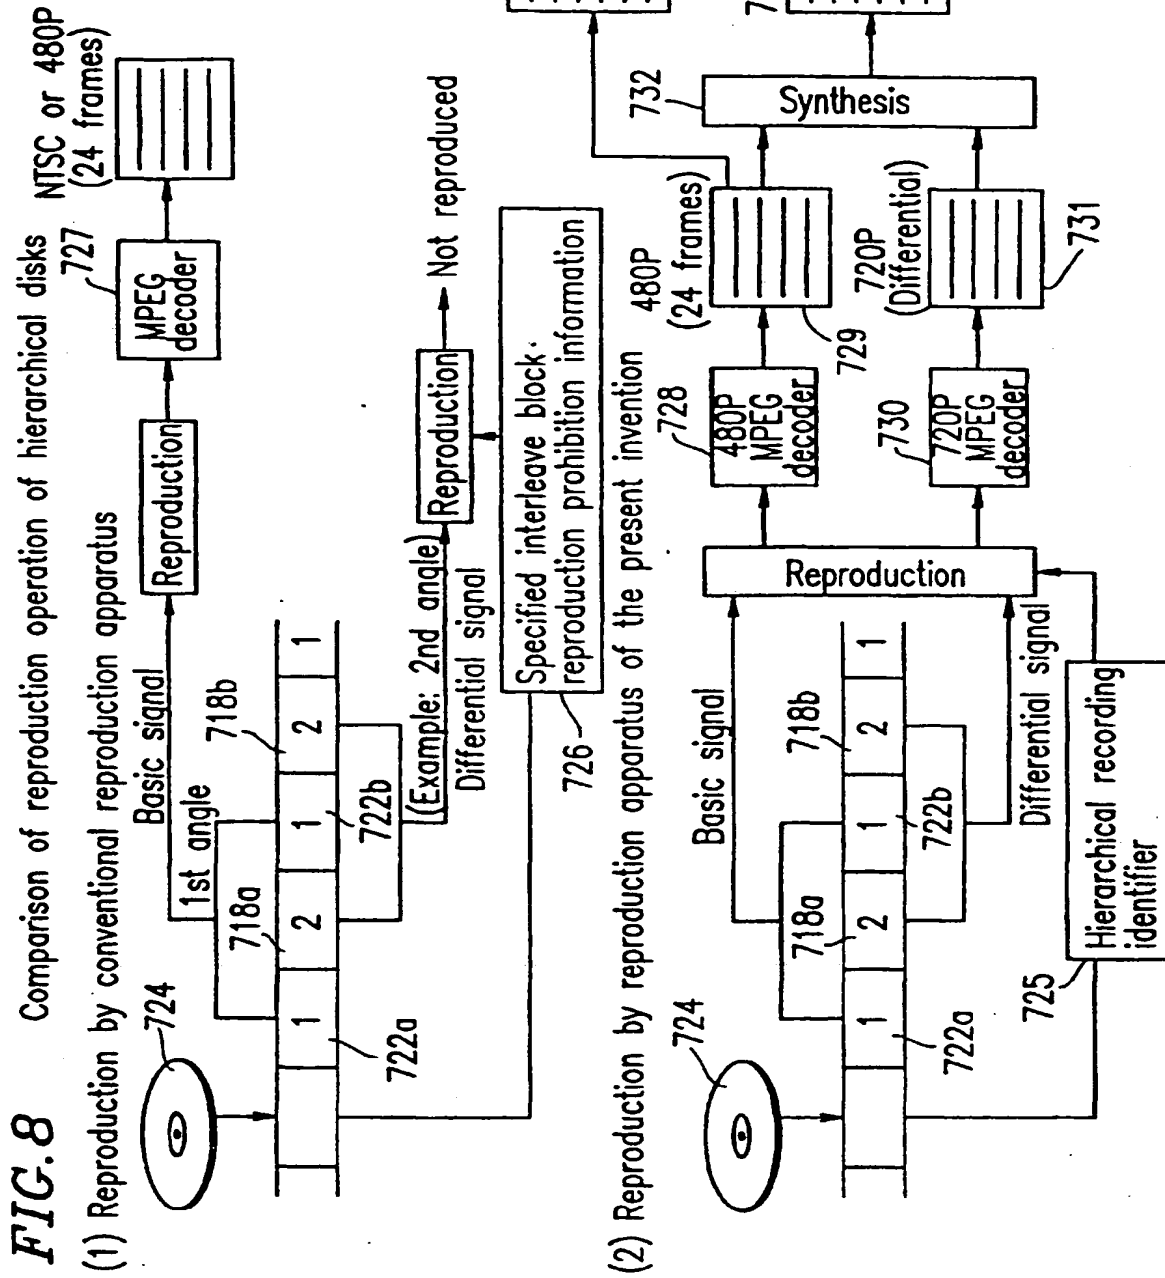 FIG.8
Comparison of reproduction operation of hierarchical disks
(1) Reproduction by conventional reproduction apparatus
724
Basic signal
1st angle
718a
718b
1
2
1
2
1
722a
722b
Reproduction
727
MPEG
decoder
NTSC or 480P
(24 frames)
(Example: 2nd angle)
Differential signal
Reproduction
Not reproduced
Specified interleave block·
reproduction prohibition information
726
(2) Reproduction by reproduction apparatus of the present invention
724
Basic signal
718a
718b
1
2
1
2
1
722a
722b
Differential signal
725
Hierarchical recording
identifier
Reproduction
728
480P
MPEG
decoder
480P
(24 frames)
729
730
720P
MPEG
decoder
720P
(Differential)
731
732
Synthesis